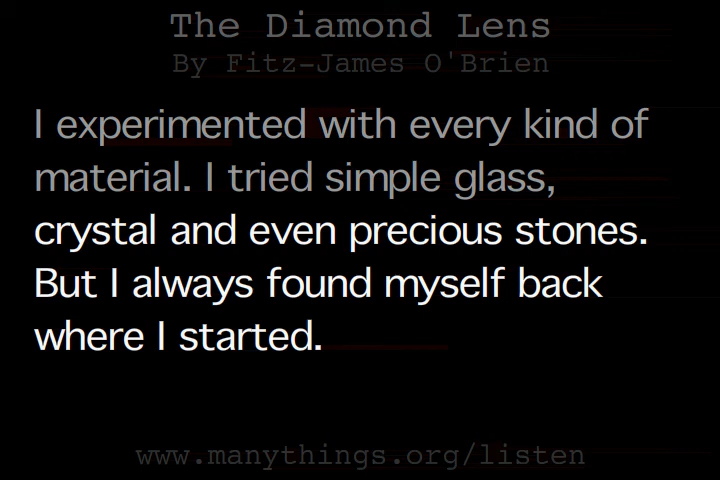 The Diamond Lens
By Fitz-James O'Brien
I experimented with every kind of
material. I tried simple glass,
crystal and even precious stones.
But I always found myself back
where I started.
www.manythings.org/listen